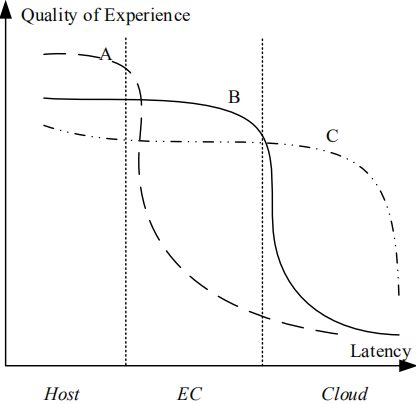 Quality of Experience
A
B
C
Latency
Host EC Cloud